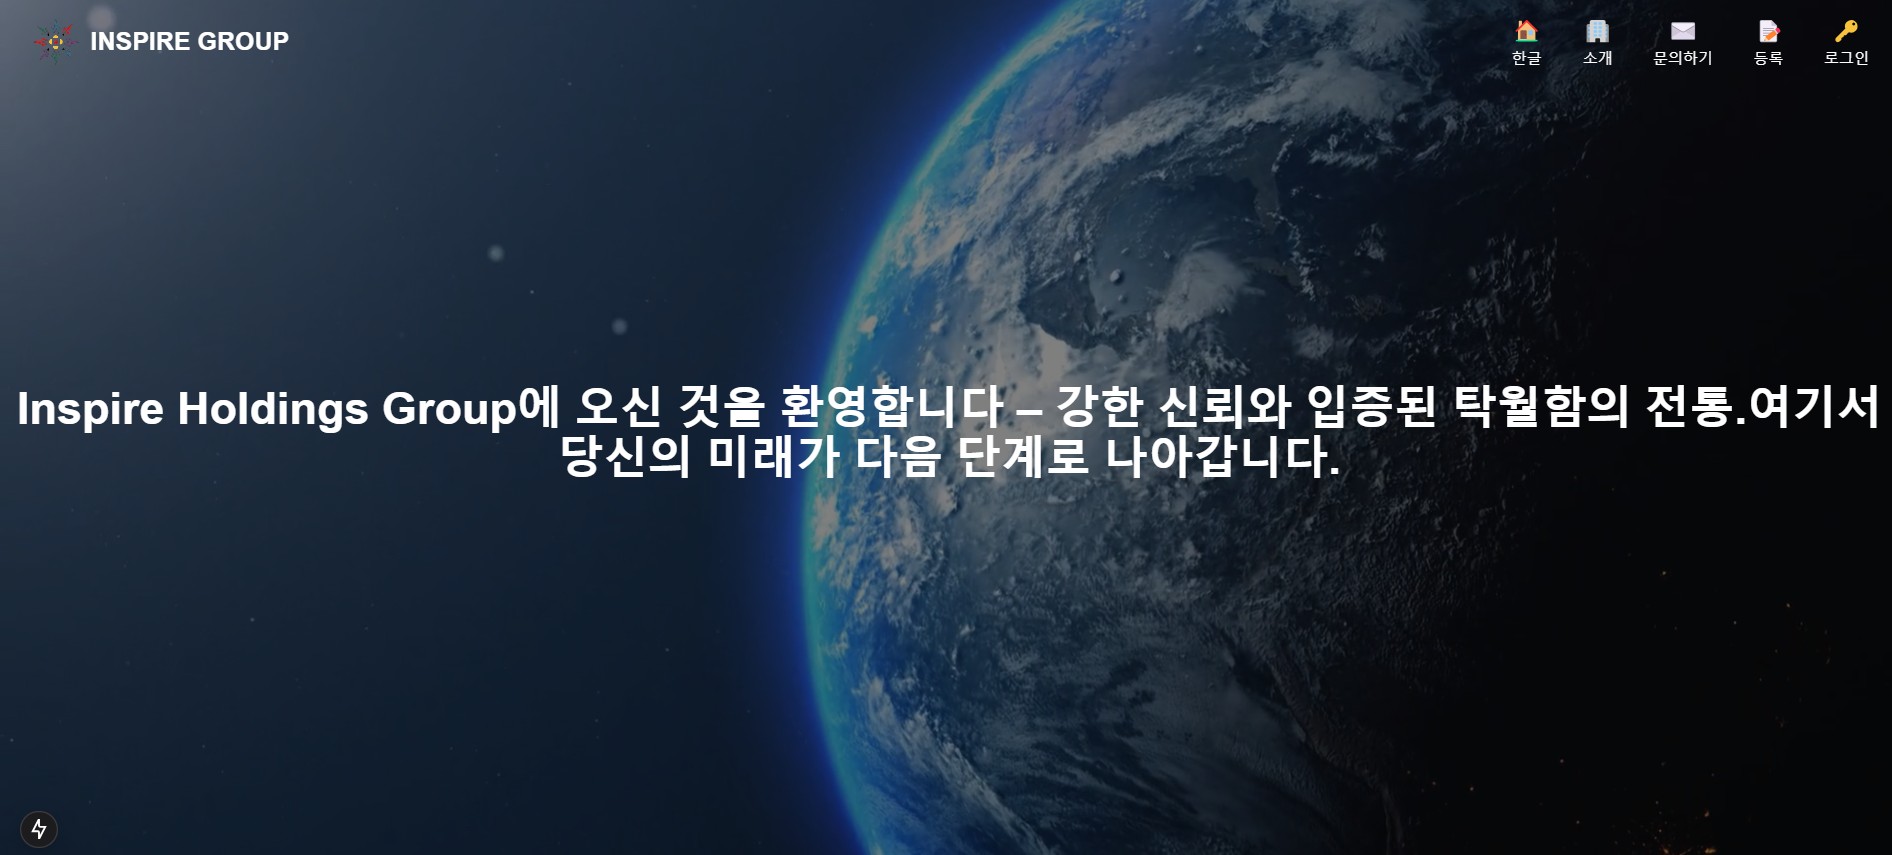 INSPIRE GROUP
한글
소개
문의하기
등록
로그인
Inspire Holdings Group에 오신 것을 환영합니다 – 강한 신뢰와 입증된 탁월함의 전통.여기서
당신의 미래가 다음 단계로 나아갑니다.